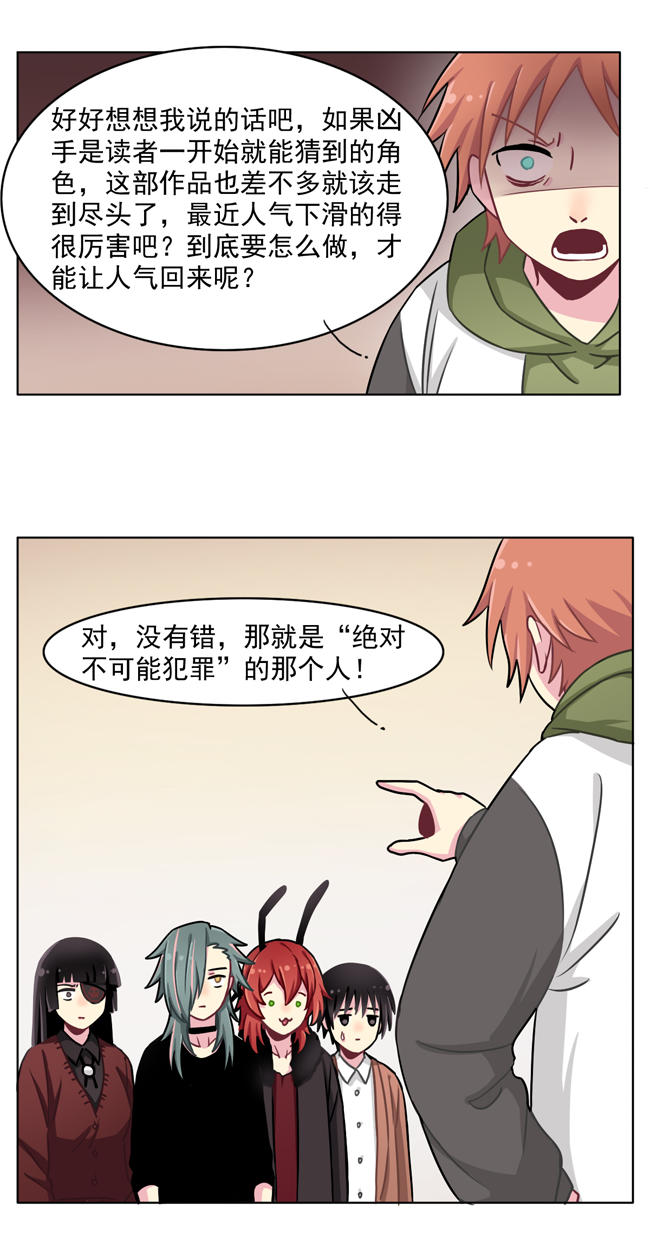 好好想想我说的话吧，如果凶
手是读者一开始就能猜到的角
色，这部作品也差不多就该走
到尽头了，最近人气下滑的得
很厉害吧？到底要怎么做，才
能让人气回来呢？
对，没有错，那就是“绝对
不可能犯罪”的那个人！